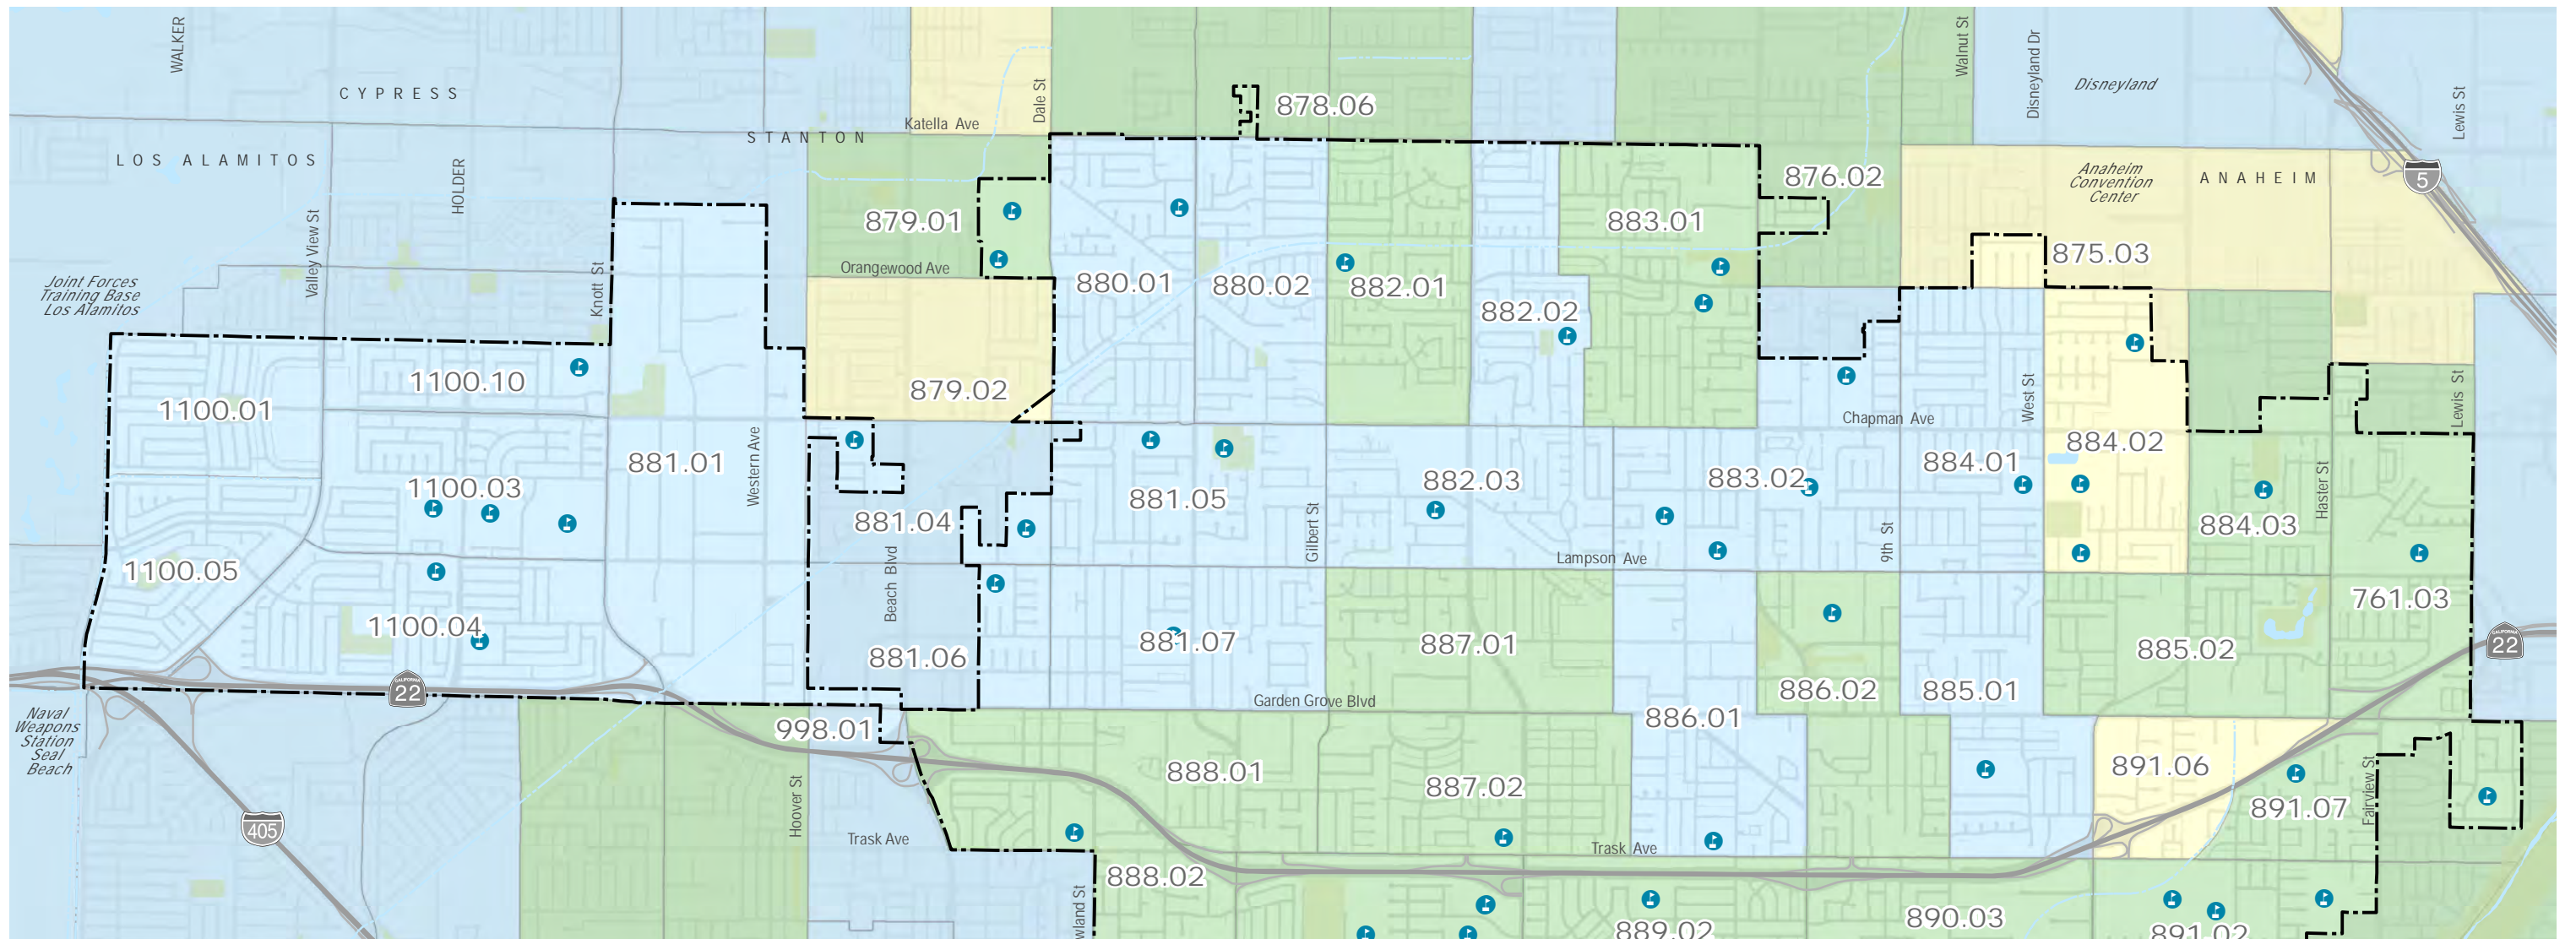 WALKER
CYPRESS
LOS ALAMITOS
HOLDER
STANTON
Katella Ave
Dale St
878.06
Walnut St
Disneyland Dr
Disneyland
Lewis St
5
Anaheim
Convention
Center
ANAHEIM
876.02
875.03
Joint Forces
Training Base
Los Alamitos
Valley View St
Knott St
879.01
Orangewood Ave
880.01
880.02
882.01
882.02
883.01
1100.01
1100.10
879.02
Chapman Ave
West St
Lewis St
884.02
881.01
Western Ave
1100.03
881.04
881.05
Gilbert St
882.03
883.02
884.01
884.03
Haster St
1100.05
Beach Blvd
Lampson Ave
9th St
761.03
1100.04
881.06
881.07
887.01
886.02
885.01
885.02
CALIFORNIA
22
CALIFORNIA
22
Garden Grove Blvd
Naval
Weapons
Station
Seal
Beach
998.01
886.01
888.01
887.02
891.06
891.07
Fairview St
405
Hoover St
Trask Ave
Trask Ave
888.02
wland St
889.02
890.03
891.02